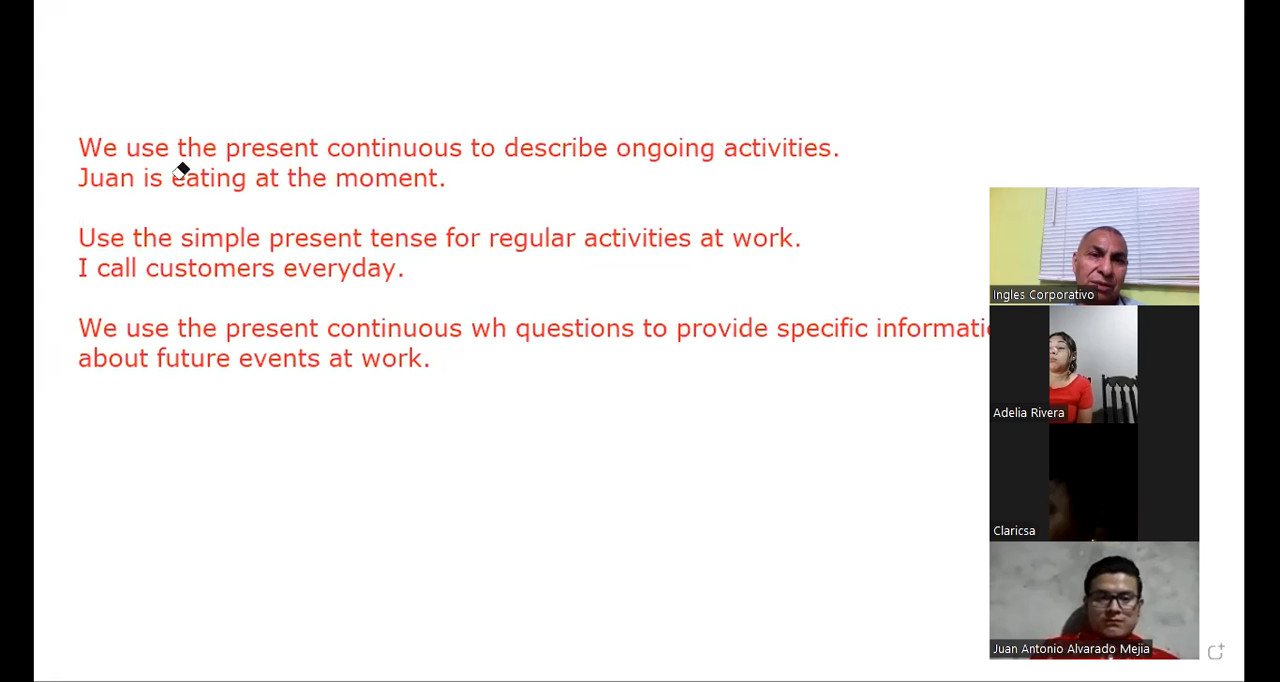 We use the present continuous to describe ongoing activities.
Juan is eating at the moment.
Use the simple present tense for regular activities at work.
I call customers everyday.
We use the present continuous wh questions to provide specific
about future events at work.
Ingles Corporativo
Adelia Rivera
Claricsa
Juan Antonio Alvarado Mejia